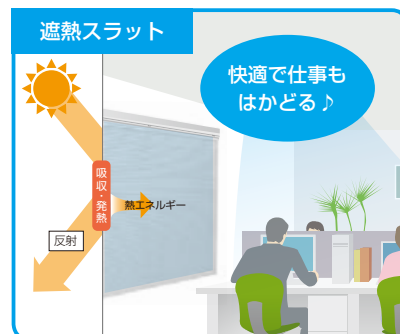 遮熱スラット
快適で仕事も
はかどる♪
吸収・発熱
熱エネルギー
反射